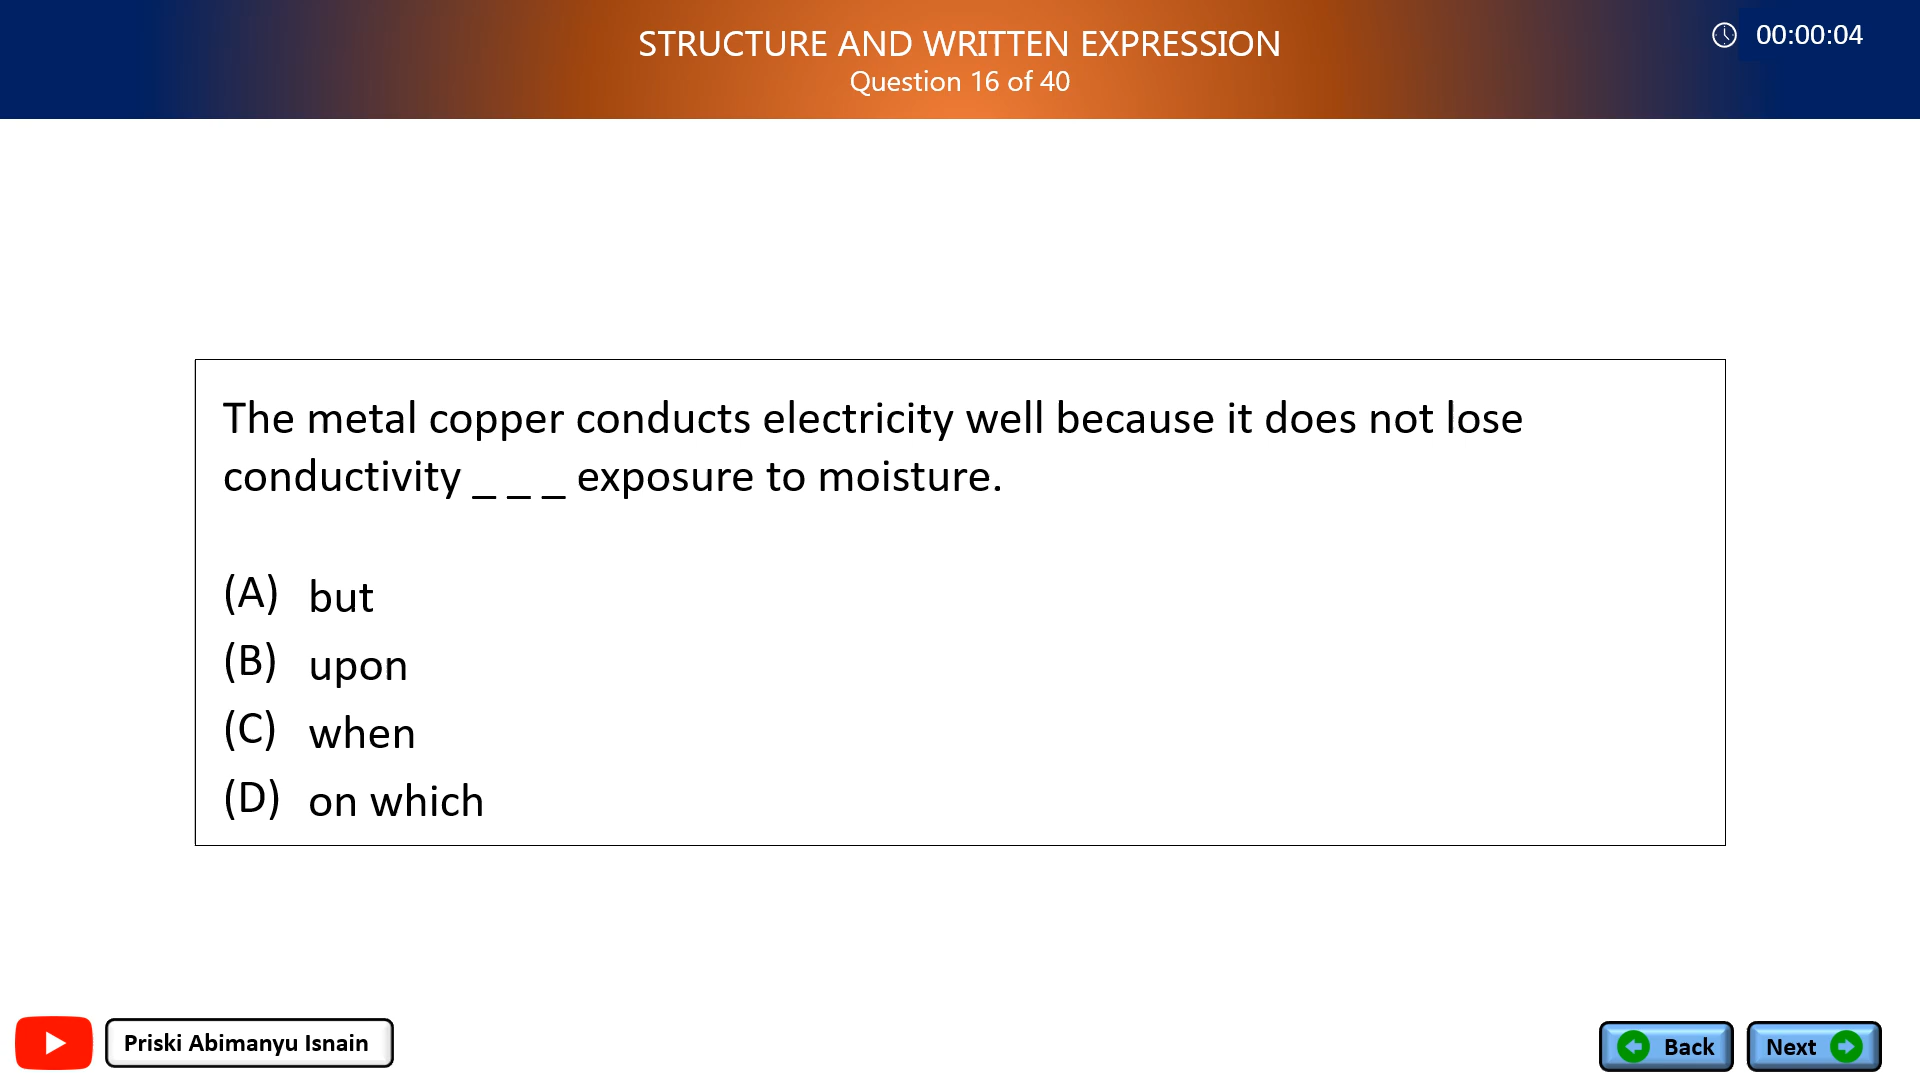 STRUCTURE AND WRITTEN EXPRESSION
Question 16 of 40
00:00:04
The metal copper conducts electricity well because it does not lose
conductivity _ _ _ exposure to moisture.
(A) but
(B) upon
(C) when
(D) on which
Priski Abimanyu Isnain
Back
Next